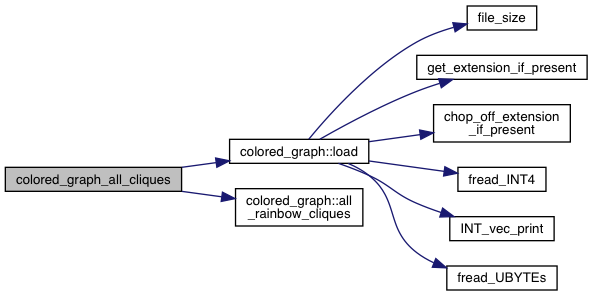 colored_graph_all_cliques
colored_graph::load
colored_graph::all
_rainbow_cliques
file_size
get_extension_if_present
chop_off_extension
_if_present
fread_INT4
INT_vec_print
fread_UBYTEs